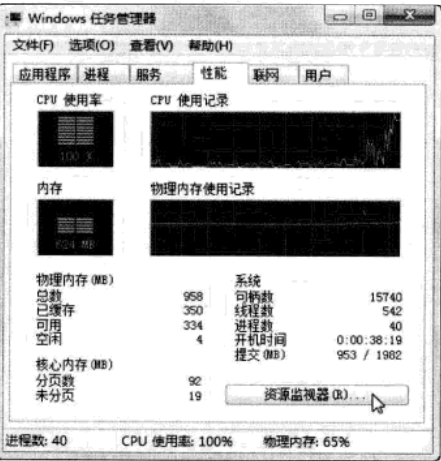 Windows 任务管理器
文件(F) 选项(O) 查看(V) 帮助(H)
应用程序 进程 服务 性能 联网 用户
CPU 使用率 CPU 使用记录
100 %
内存 物理内存使用记录
624 MB
物理内存(MB) 系统
总数 958 句柄数 15740
已缓存 350 线程数 542
可用 334 进程数 40
空闲 4 开机时间 0:00:38:19
提交(MB) 953 / 1982
核心内存(MB)
分页数 92
未分页 19 资源监视器(R)...
进程数: 40 CPU 使用率: 100% 物理内存: 65%